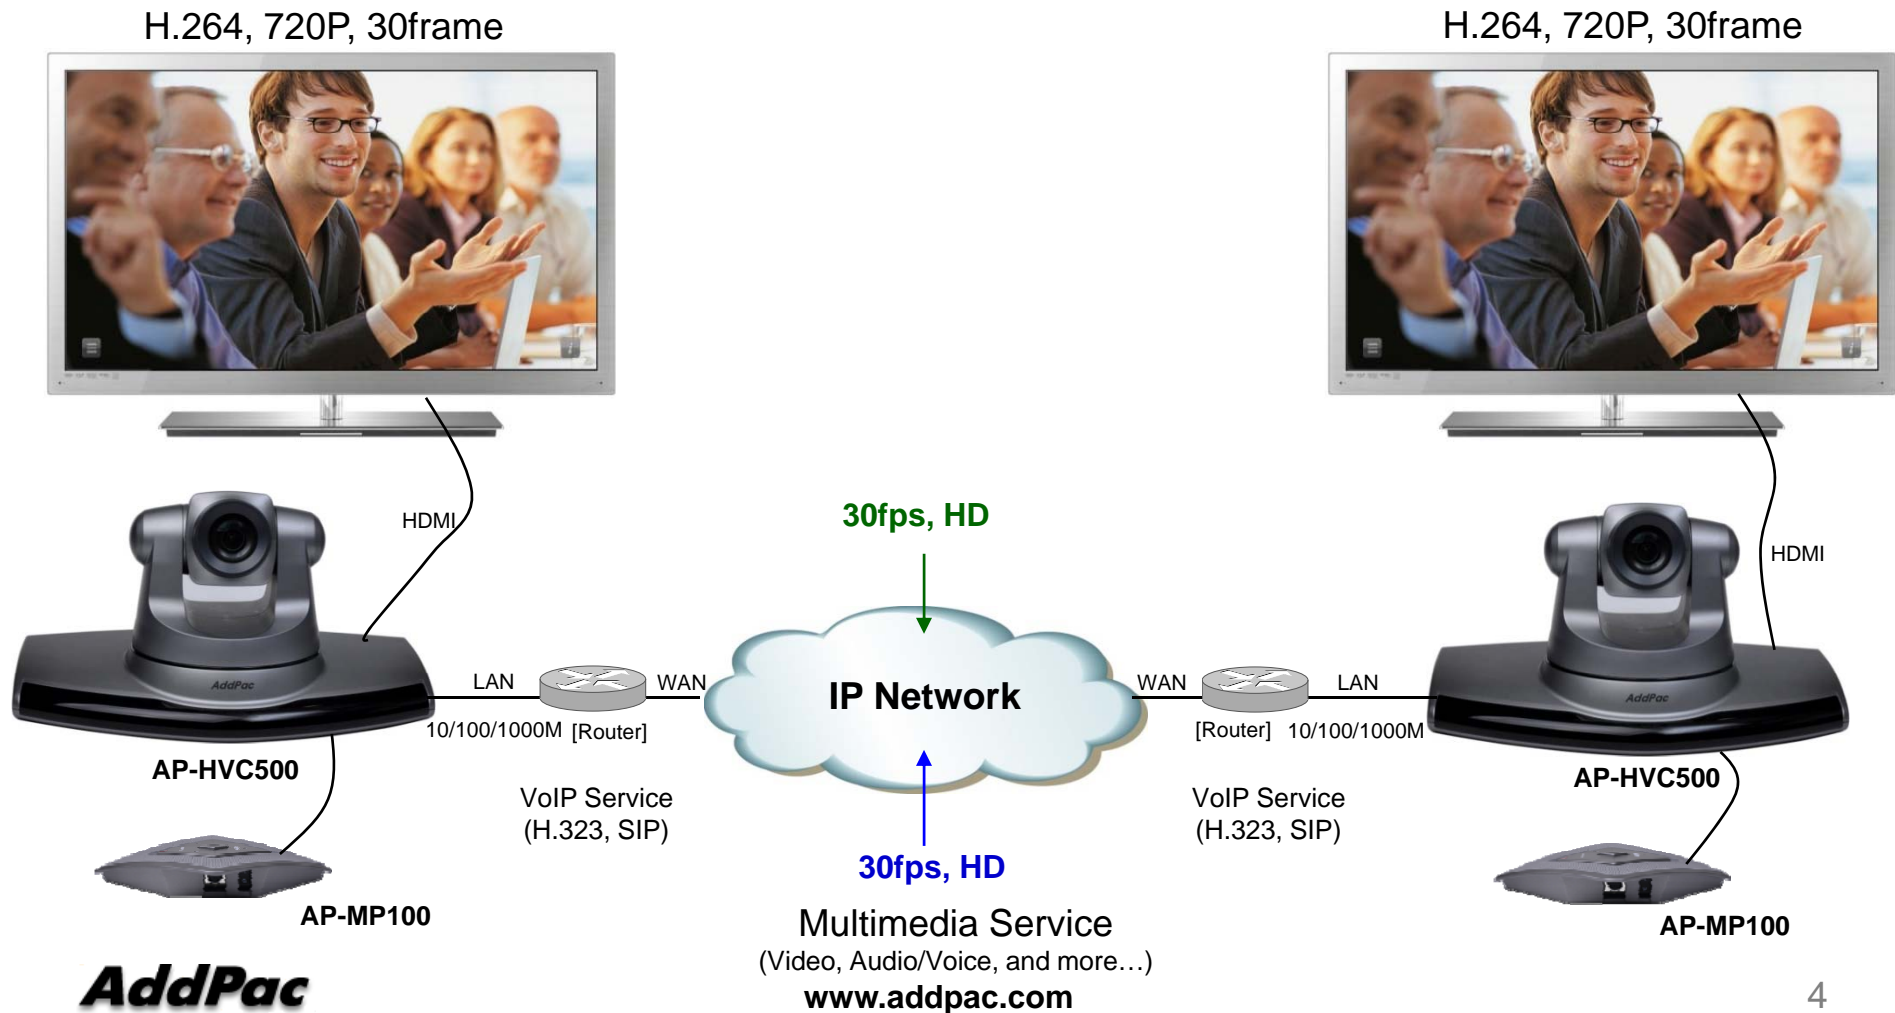 H.264, 720P, 30frame
H.264, 720P, 30frame
HDMI
30fps, HD
HDMI
AddPac
AddPac
LAN
WAN
IP Network
WAN
LAN
10/100/1000M
[Router]
[Router]
10/100/1000M
AP-HVC500
AP-HVC500
VoIP Service
(H.323, SIP)
VoIP Service
(H.323, SIP)
30fps, HD
AP-MP100
AP-MP100
Multimedia Service
(Video, Audio/Voice, and more…)
AddPac
www.addpac.com
4